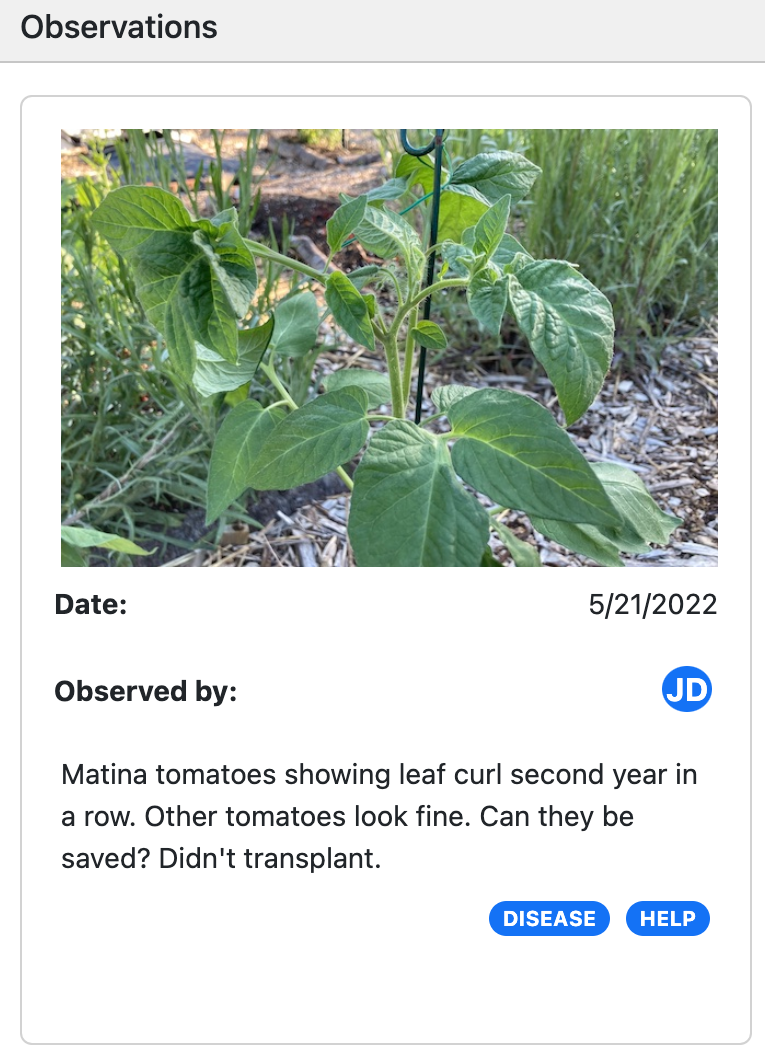 Observations
Date:
5/21/2022
Observed by:
JD
Matina tomatoes showing leaf curl second year in
a row. Other tomatoes look fine. Can they be
saved? Didn't transplant.
DISEASE
HELP